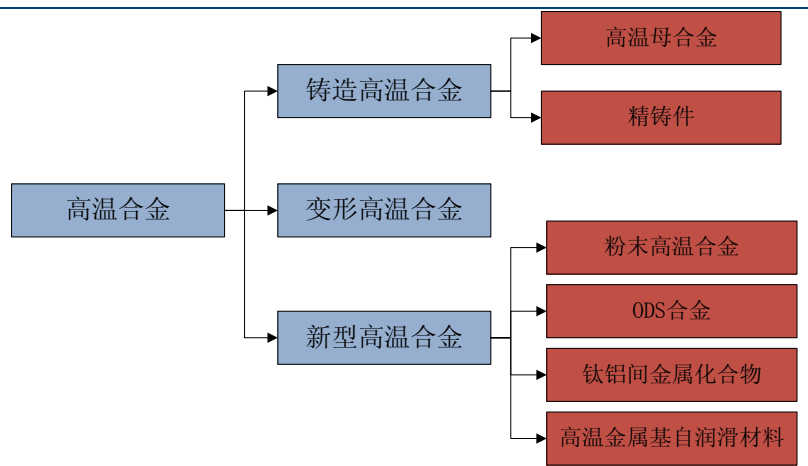 高温合金
铸造高温合金
高温母合金
精铸件
变形高温合金
新型高温合金
粉末高温合金
ODS合金
钛铝间金属化合物
高温金属基自润滑材料